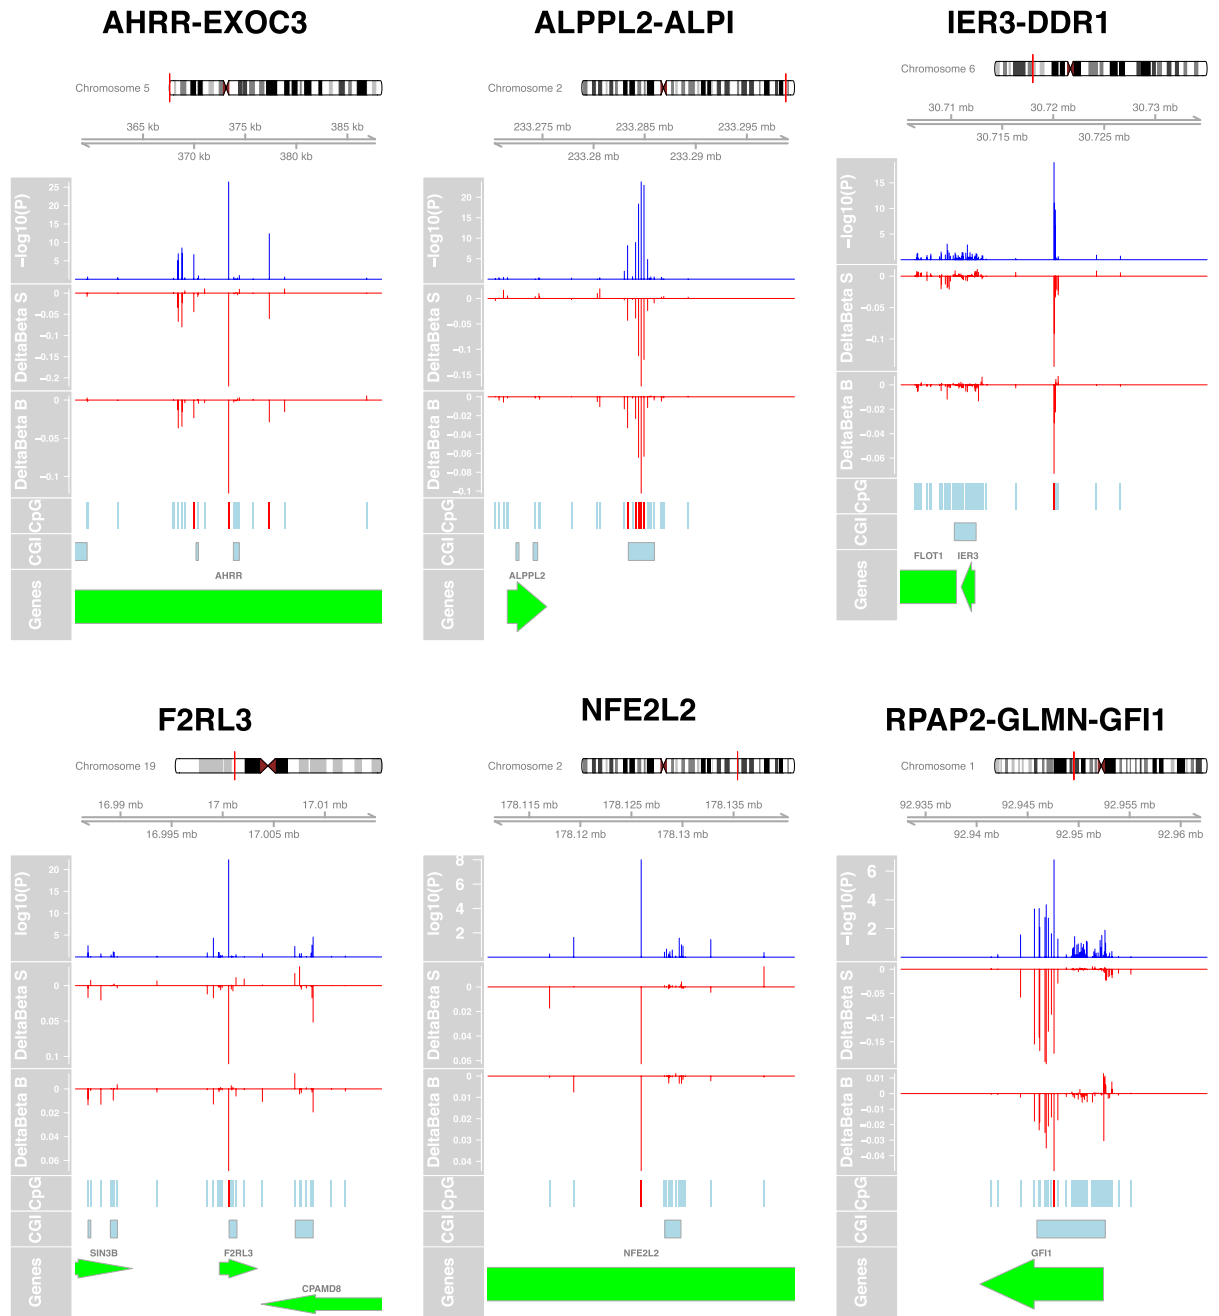 AHRR-EXOC3
Chromosome 5
365 kb 375 kb 385 kb
370 kb 380 kb
−log10(P)
25
20
15
10
5
DeltaBeta S
0
−0.05
−0.1
−0.15
−0.2
DeltaBeta B
0
−0.05
−0.1
CpG
CGI
Genes
AHRR
ALPPL2-ALPI
Chromosome 2
233.275 mb 233.285 mb 233.295 mb
233.28 mb 233.29 mb
−log10(P)
20
15
10
5
DeltaBeta S
0
−0.05
−0.1
−0.15
DeltaBeta B
0
−0.02
−0.04
−0.06
−0.08
−0.1
CpG
CGI
Genes
ALPPL2
IER3-DDR1
Chromosome 6
30.71 mb 30.72 mb 30.73 mb
30.715 mb 30.725 mb
−log10(P)
15
10
5
DeltaBeta S
0
−0.05
−0.1
DeltaBeta B
0
−0.02
−0.04
−0.06
CpG
CGI
Genes
FLOT1 IER3
F2RL3
Chromosome 19
16.99 mb 17 mb 17.01 mb
16.995 mb 17.005 mb
log10(P)
20
15
10
5
DeltaBeta S
0
0.05
0.1
DeltaBeta B
0
0.02
0.04
0.06
CpG
CGI
Genes
SIN3B F2RL3
CPAMD8
NFE2L2
Chromosome 2
178.115 mb 178.125 mb 178.135 mb
178.12 mb 178.13 mb
log10(P)
8
6
4
2
DeltaBeta S
0
0.02
0.04
0.06
DeltaBeta B
0
0.01
0.02
0.03
0.04
CpG
CGI
Genes
NFE2L2
RPAP2-GLMN-GFI1
Chromosome 1
92.935 mb 92.945 mb 92.955 mb
92.94 mb 92.95 mb 92.96 mb
−log10(P)
6
4
2
DeltaBeta S
0
−0.05
−0.1
−0.15
DeltaBeta B
0.01
0
−0.01
−0.02
−0.03
−0.04
CpG
CGI
Genes
GFI1